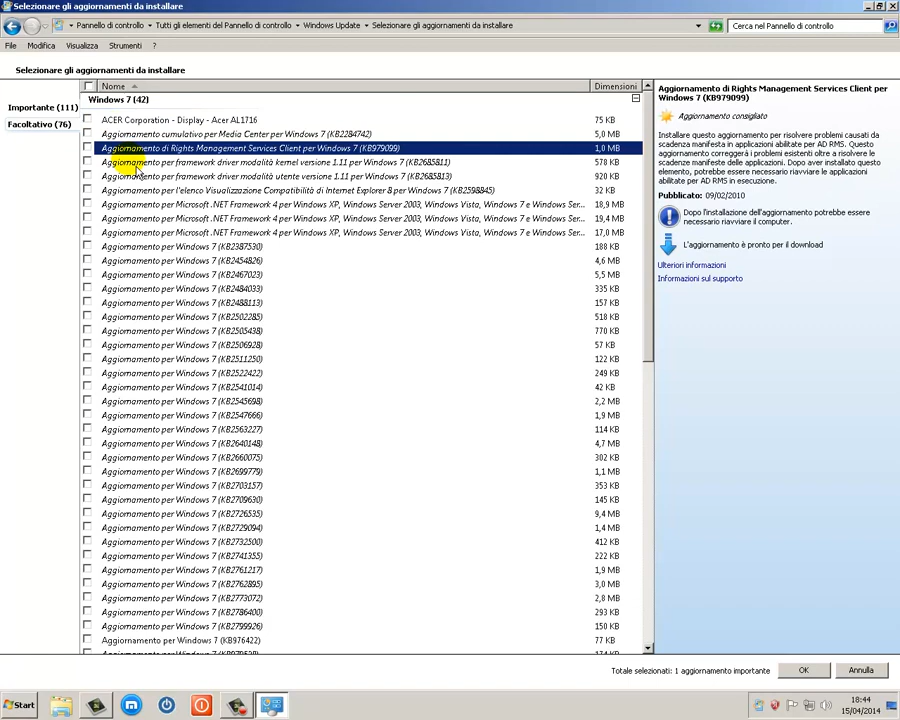 Selezionare gli aggiornamenti da installare
Pannello di controllo ▸ Tutti gli elementi del Pannello di controllo ▸ Windows Update ▸ Selezionare gli aggiornamenti da installare
Cerca nel Pannello di controllo
File Modifica Visualizza Strumenti ?
Selezionare gli aggiornamenti da installare
Importante (111)
Facoltativo (76)
Nome Dimensioni
Windows 7 (42)
ACER Corporation - Display - Acer AL1716 75 KB
Aggiornamento cumulativo per Media Center per Windows 7 (KB2284742) 5,0 MB
Aggiornamento di Rights Management Services Client per Windows 7 (KB979099) 1,0 MB
Aggiornamento per framework driver modalità kernel versione 1.11 per Windows 7 (KB2685811) 578 KB
Aggiornamento per framework driver modalità utente versione 1.11 per Windows 7 (KB2685813) 920 KB
Aggiornamento per l'elenco Visualizzazione Compatibilità di Internet Explorer 8 per Windows 7 (KB2598845) 32 KB
Aggiornamento per Microsoft .NET Framework 4 per Windows XP, Windows Server 2003, Windows Vista, Windows 7 e Windows Ser... 18,9 MB
Aggiornamento per Microsoft .NET Framework 4 per Windows XP, Windows Server 2003, Windows Vista, Windows 7 e Windows Ser... 19,4 MB
Aggiornamento per Microsoft .NET Framework 4 per Windows XP, Windows Server 2003, Windows Vista, Windows 7 e Windows Ser... 17,0 MB
Aggiornamento per Windows 7 (KB2387530) 188 KB
Aggiornamento per Windows 7 (KB2454826) 4,6 MB
Aggiornamento per Windows 7 (KB2467023) 5,5 MB
Aggiornamento per Windows 7 (KB2484033) 335 KB
Aggiornamento per Windows 7 (KB2488113) 157 KB
Aggiornamento per Windows 7 (KB2502285) 518 KB
Aggiornamento per Windows 7 (KB2505438) 770 KB
Aggiornamento per Windows 7 (KB2506928) 57 KB
Aggiornamento per Windows 7 (KB2511250) 122 KB
Aggiornamento per Windows 7 (KB2522422) 249 KB
Aggiornamento per Windows 7 (KB2541014) 42 KB
Aggiornamento per Windows 7 (KB2545698) 2,2 MB
Aggiornamento per Windows 7 (KB2547666) 1,9 MB
Aggiornamento per Windows 7 (KB2563227) 114 KB
Aggiornamento per Windows 7 (KB2640148) 4,7 MB
Aggiornamento per Windows 7 (KB2660075) 302 KB
Aggiornamento per Windows 7 (KB2699779) 1,1 MB
Aggiornamento per Windows 7 (KB2703157) 353 KB
Aggiornamento per Windows 7 (KB2709630) 145 KB
Aggiornamento per Windows 7 (KB2726535) 9,4 MB
Aggiornamento per Windows 7 (KB2729094) 1,4 MB
Aggiornamento per Windows 7 (KB2732500) 412 KB
Aggiornamento per Windows 7 (KB2741355) 222 KB
Aggiornamento per Windows 7 (KB2761217) 1,9 MB
Aggiornamento per Windows 7 (KB2762895) 3,0 MB
Aggiornamento per Windows 7 (KB2773072) 2,8 MB
Aggiornamento per Windows 7 (KB2786400) 293 KB
Aggiornamento per Windows 7 (KB2799926) 150 KB
Aggiornamento per Windows 7 (KB976422) 77 KB
Aggiornamento di Rights Management Services Client per
Windows 7 (KB979099)
Aggiornamento consigliato
Installare questo aggiornamento per risolvere problemi causati da
scadenza manifesta in applicazioni abilitate per AD RMS. Questo
aggiornamento correggerà i problemi esistenti oltre a risolvere le
scadenze manifeste delle applicazioni. Dopo aver installato questo
elemento, potrebbe essere necessario riavviare le applicazioni
abilitate per AD RMS in esecuzione.
Pubblicato: 09/02/2010
Dopo l'installazione dell'aggiornamento potrebbe essere
necessario riavviare il computer.
L'aggiornamento è pronto per il download
Ulteriori informazioni
Informazioni sul supporto
Totale selezionati: 1 aggiornamento importante OK Annulla
Start
18:44
15/04/2014